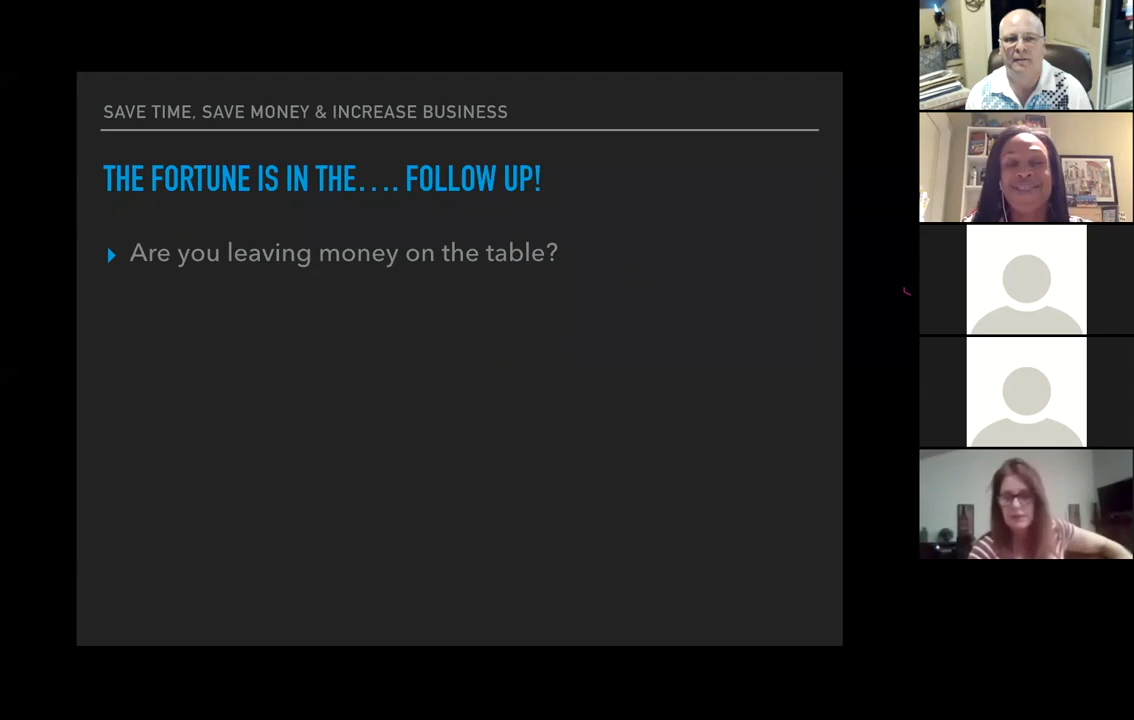 SAVE TIME, SAVE MONEY & INCREASE BUSINESS
THE FORTUNE IS IN THE.... FOLLOW UP!
Are you leaving money on the table?